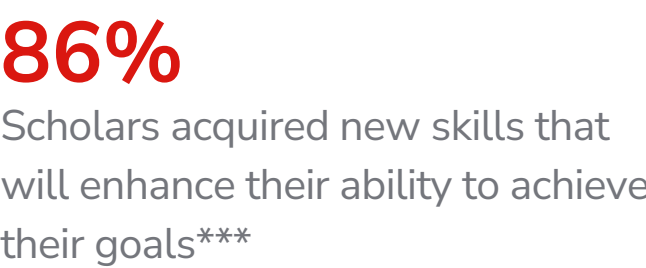 86%
Scholars acquired new skills that
will enhance their ability to achieve
their goals***